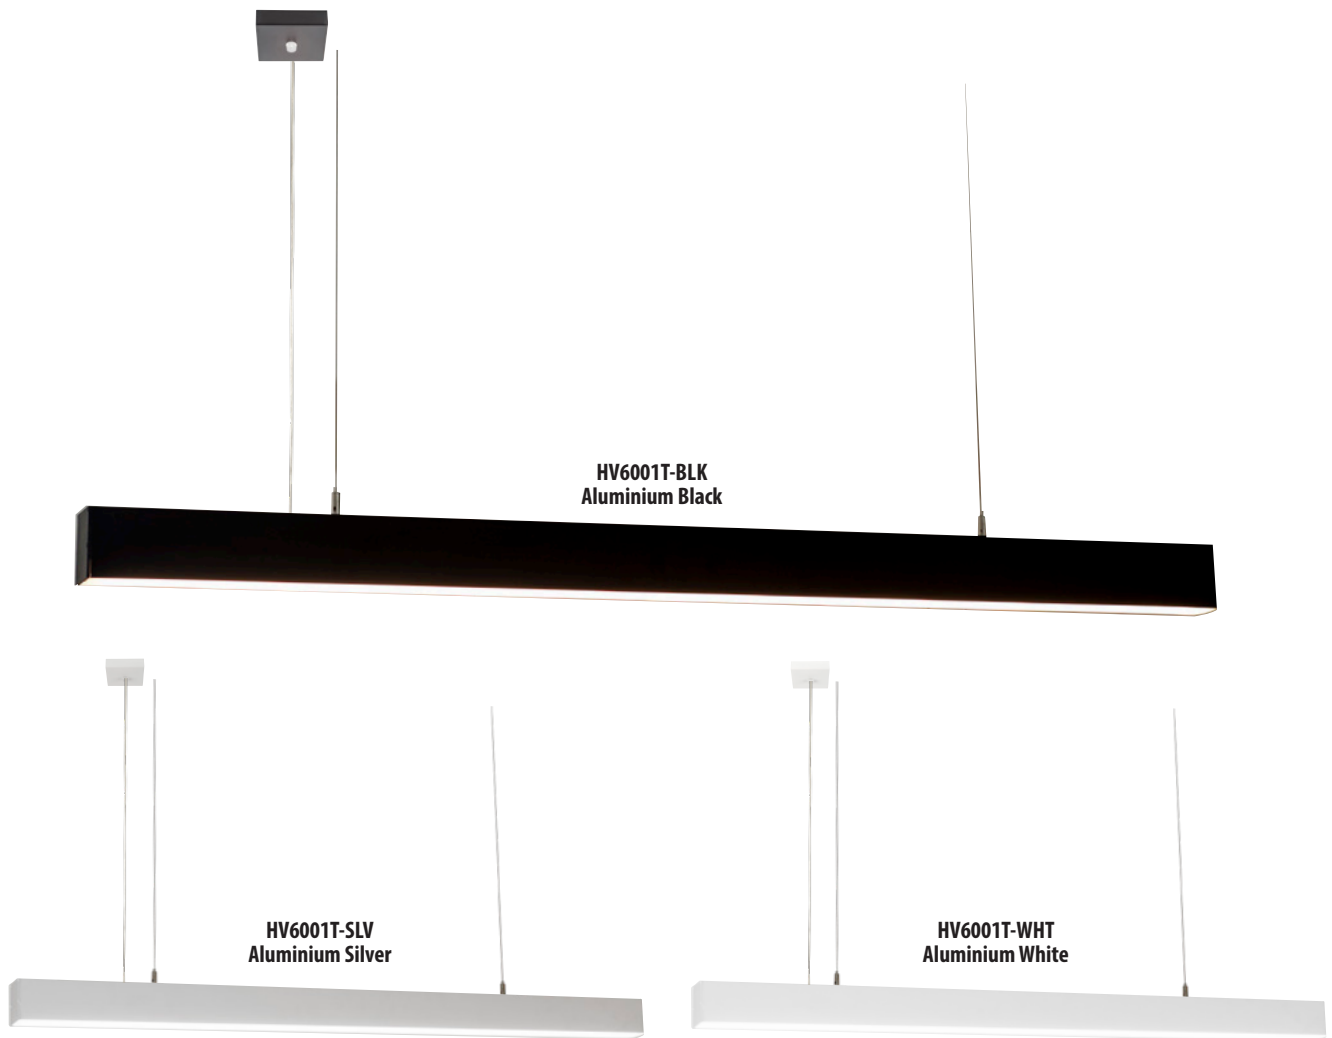 HV6001T-BLK
Aluminium Black
HV6001T-SLV
Aluminium Silver
HV6001T-WHT
Aluminium White